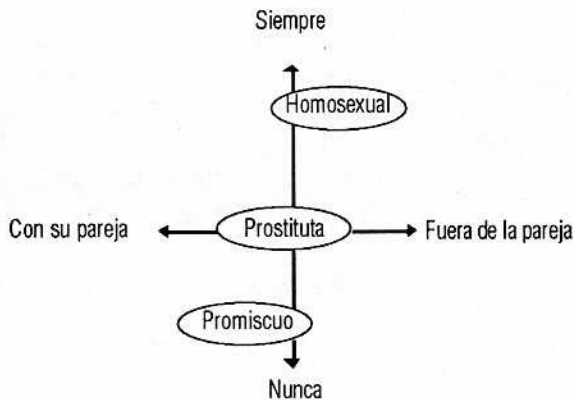 Siempre
Homosexual
Con su pareja
Prostituta
Fuera de la pareja
Promiscuo
Nunca